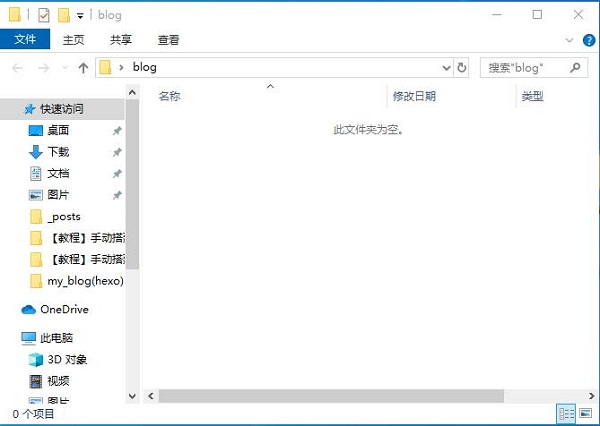 blog
文件 主页 共享 查看
blog 搜索"blog"
名称 修改日期 类型
此文件夹为空。
快速访问
桌面
下载
文档
图片
_posts
【教程】手动搭
【教程】手动搭
my_blog(hexo)
OneDrive
此电脑
3D 对象
视频
图片
0 个项目